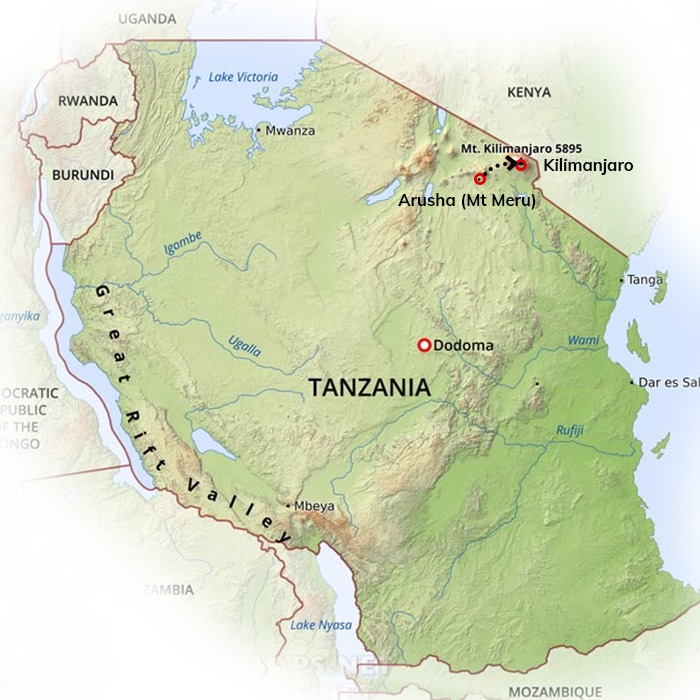 UGANDA
Lake Victoria
RWANDA
KENYA
Mwanza
Mt. Kilimanjaro 5895
Kilimanjaro
BURUNDI
Arusha (Mt Meru)
Igombe
Tanga
Great Rift Valley
ganyika
Ugalla
Dodoma
Wami
TANZANIA
Dar es Sal
OCRATIC
PUBLIC
OF THE
ONGO
Rufiji
Mbeya
ZAMBIA
Lake Nyasa
MOZAMBIQUE